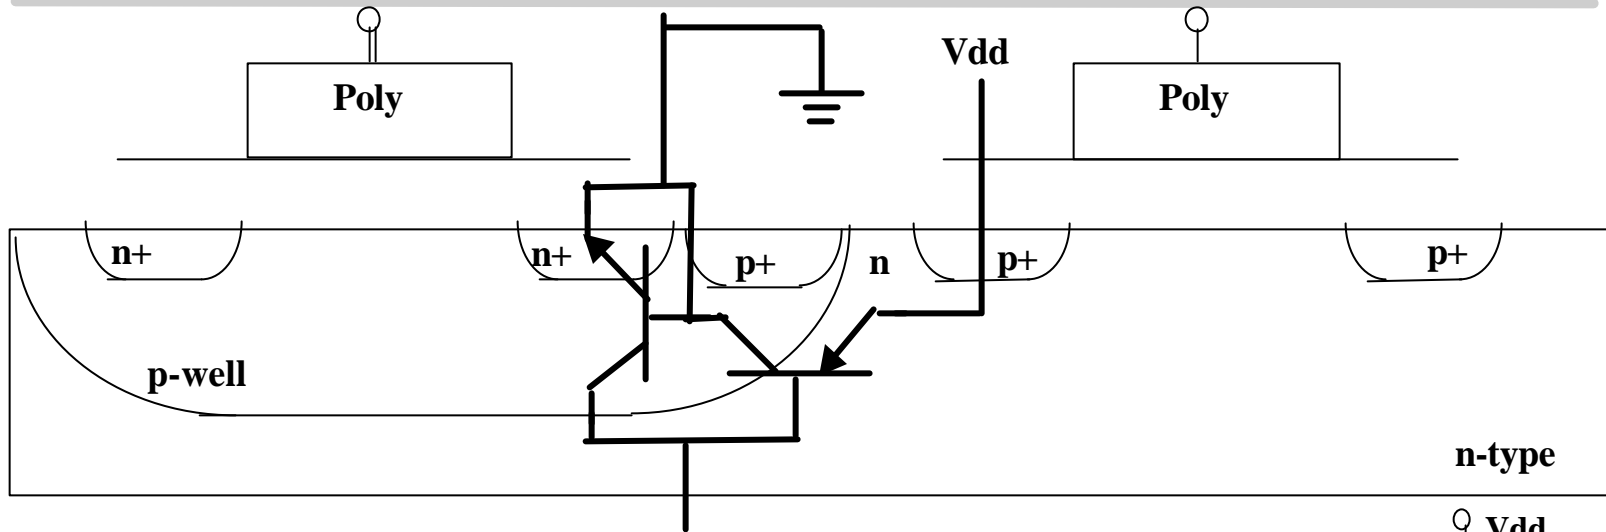 Vdd
Poly
Poly
n+
n+
p+
n
p+
p+
p-well
n-type
Vdd